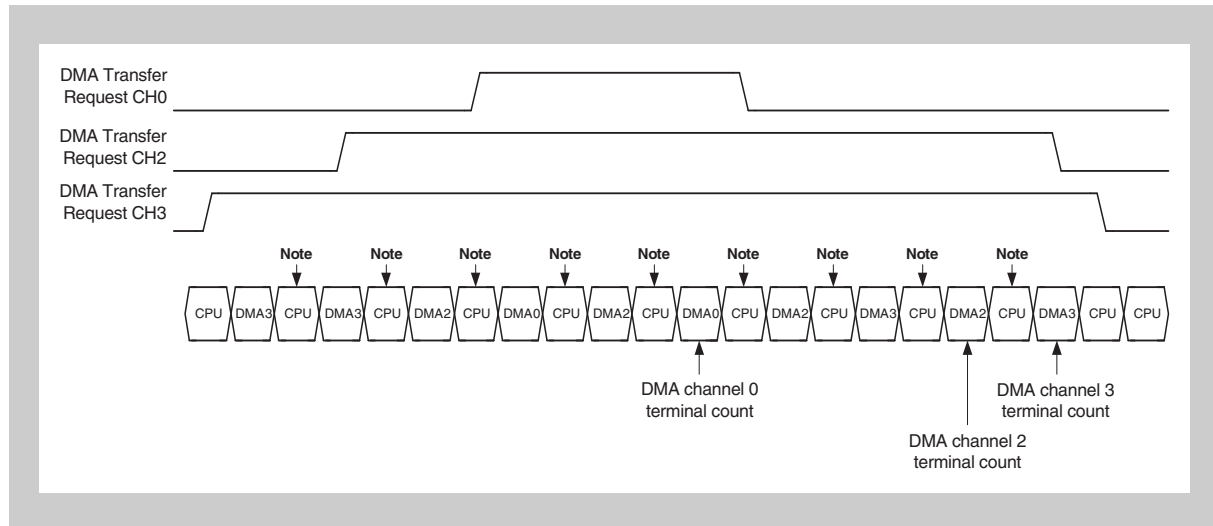 DMA Transfer
Request CH0
DMA Transfer
Request CH2
DMA Transfer
Request CH3
Note Note Note Note Note Note Note Note Note
CPU DMA3 CPU DMA3 CPU DMA2 CPU DMA0 CPU DMA2 CPU DMA0 CPU DMA2 CPU DMA3 CPU DMA2 CPU DMA3 CPU CPU
DMA channel 0
terminal count
DMA channel 3
terminal count
DMA channel 2
terminal count